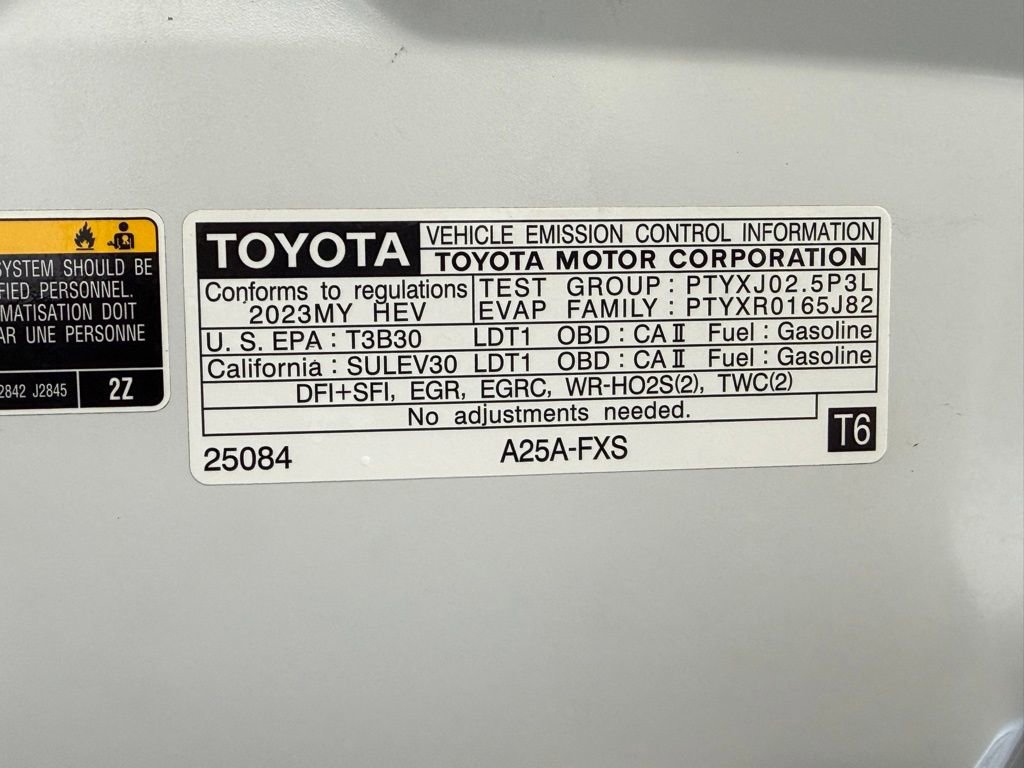 SYSTEM SHOULD BE
FIED PERSONNEL.
MATISATION DOIT
AR UNE PERSONNE
2842 J2845 2Z
TOYOTA VEHICLE EMISSION CONTROL INFORMATION
TOYOTA MOTOR CORPORATION
Conforms to regulations TEST GROUP : PTYXJ02.5P3L
2023MY HEV EVAP FAMILY : PTYXR0165J82
U. S. EPA : T3B30 LDT1 OBD : CA II Fuel : Gasoline
California : SULEV30 LDT1 OBD : CA II Fuel : Gasoline
DFI+SFI, EGR, EGRC, WR-HO2S(2), TWC(2)
No adjustments needed.
25084 A25A-FXS T6